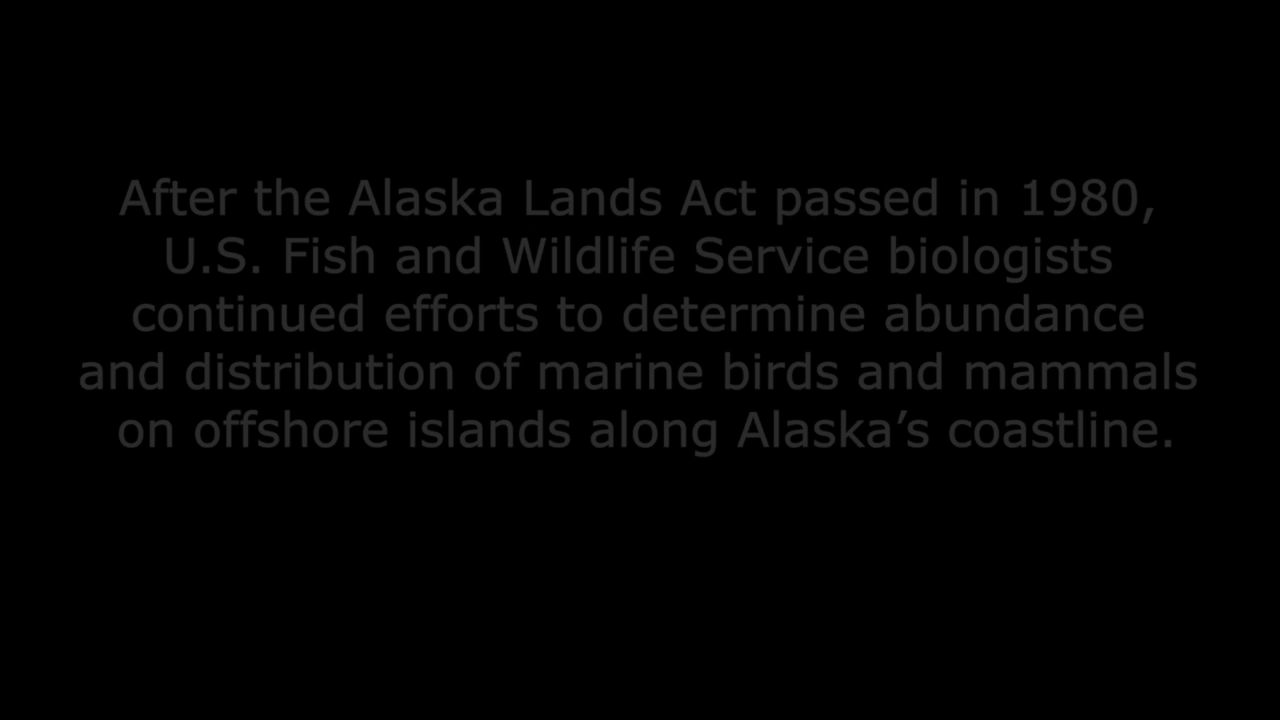 After the Alaska Lands Act passed in 1980,
U.S. Fish and Wildlife Service biologists
continued efforts to determine abundance
and distribution of marine birds and mammals
on offshore islands along Alaska’s coastline.